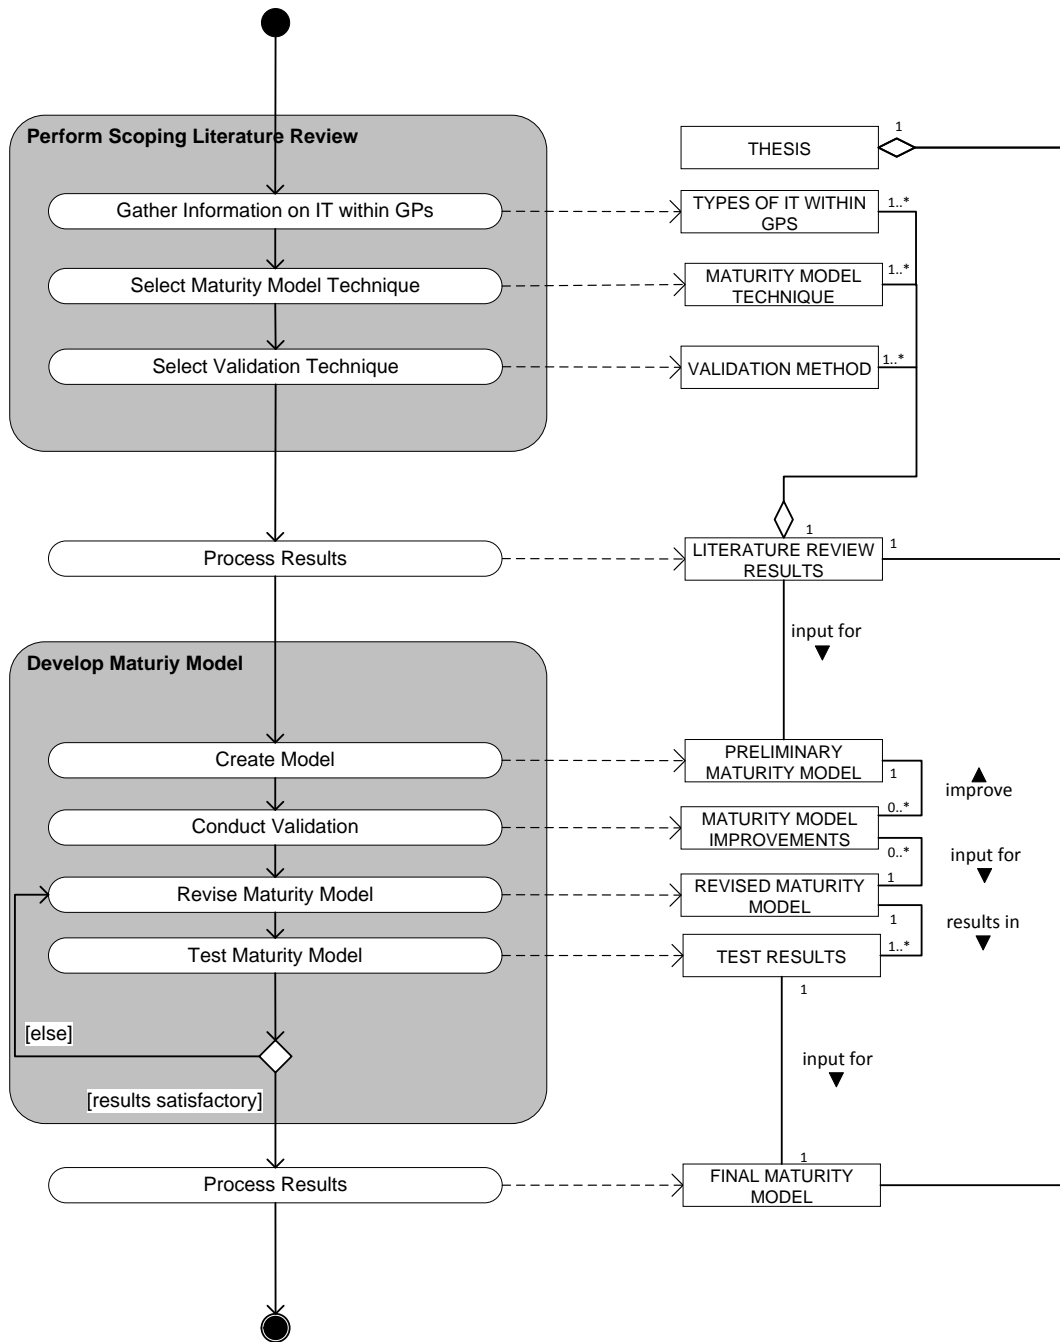 Perform Scoping Literature Review
1
THESIS
Gather Information on IT within GPs
TYPES OF IT WITHIN
GPS
1..*
Select Maturity Model Technique
MATURITY MODEL
TECHNIQUE
1..*
Select Validation Technique
VALIDATION METHOD
1..*
1
Process Results
LITERATURE REVIEW
RESULTS
1
input for
Develop Maturiy Model
Create Model
PRELIMINARY
MATURITY MODEL
1
improve
0..*
Conduct Validation
MATURITY MODEL
IMPROVEMENTS
0..*
input for
1
Revise Maturity Model
REVISED MATURITY
MODEL
1
results in
1..*
Test Maturity Model
TEST RESULTS
1
[else]
input for
[results satisfactory]
1
Process Results
FINAL MATURITY
MODEL